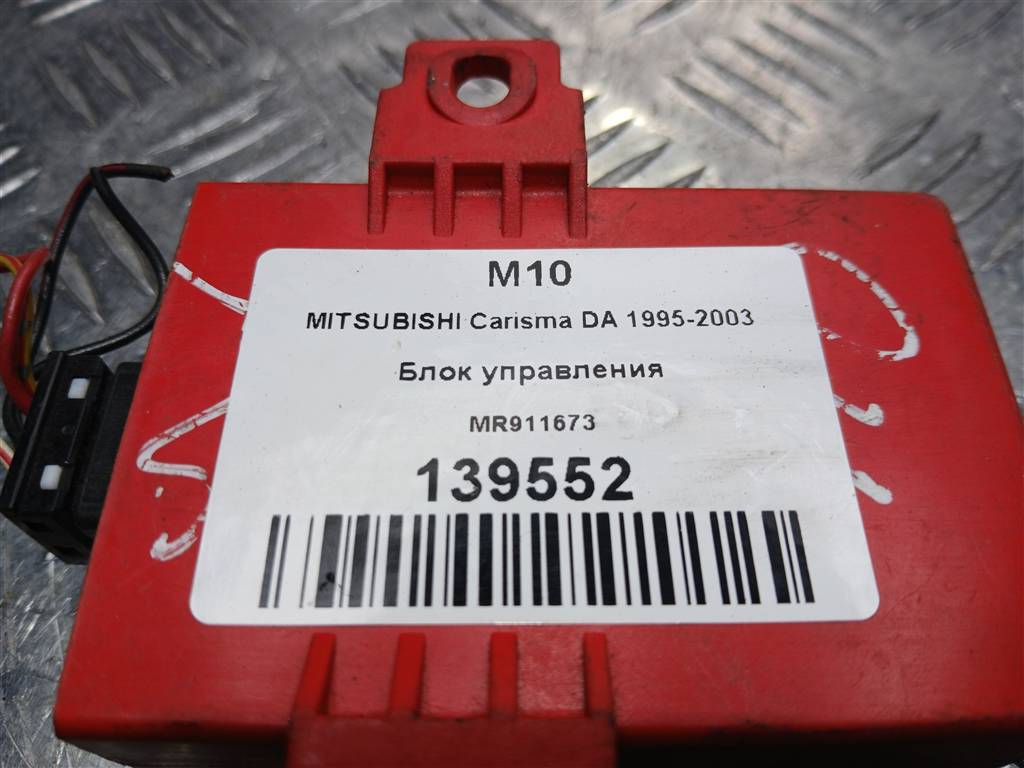 M10
MITSUBISHI Carisma DA 1995-2003
Блок управления
MR911673
139552